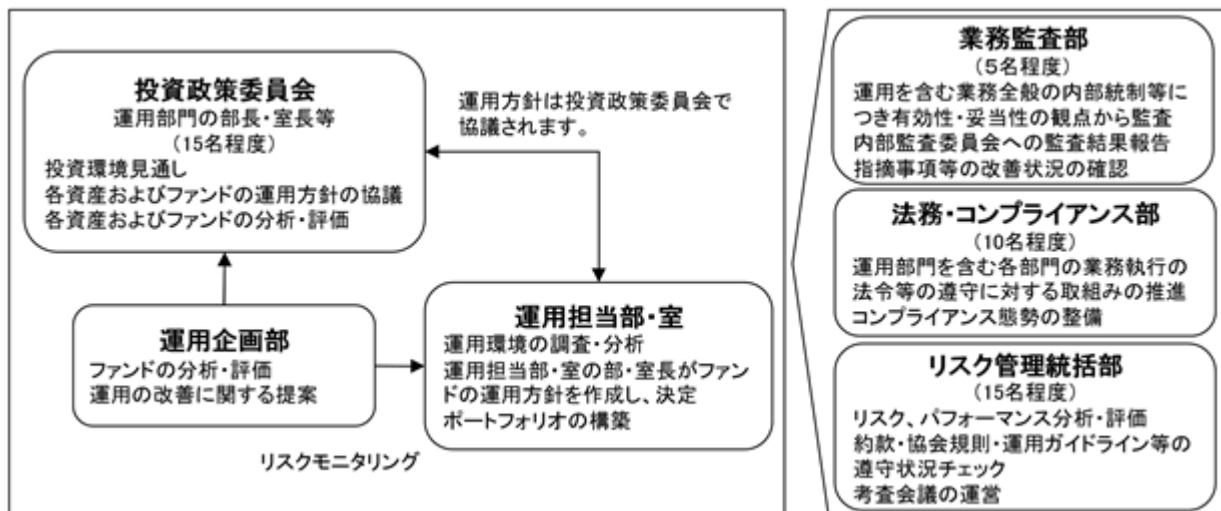 投資政策委員会
運用部門の部長・室長等
(15名程度)
投資環境見通し
各資産およびファンドの運用方針の協議
各資産およびファンドの分析・評価
運用方針は投資政策委員会で
協議されます。
運用企画部
ファンドの分析・評価
運用の改善に関する提案
運用担当部・室
運用環境の調査・分析
運用担当部・室の部・室長がファン
ドの運用方針を作成し、決定
ポートフォリオの構築
リスクモニタリング
業務監査部
(5名程度)
運用を含む業務全般の内部統制等に
つき有効性・妥当性の観点から監査
内部監査委員会への監査結果報告
指摘事項等の改善状況の確認
法務・コンプライアンス部
(10名程度)
運用部門を含む各部門の業務執行の
法令等の遵守に対する取組みの推進
コンプライアンス態勢の整備
リスク管理統括部
(15名程度)
リスク、パフォーマンス分析・評価
約款・協会規則・運用ガイドライン等の
遵守状況チェック
考査会議の運営